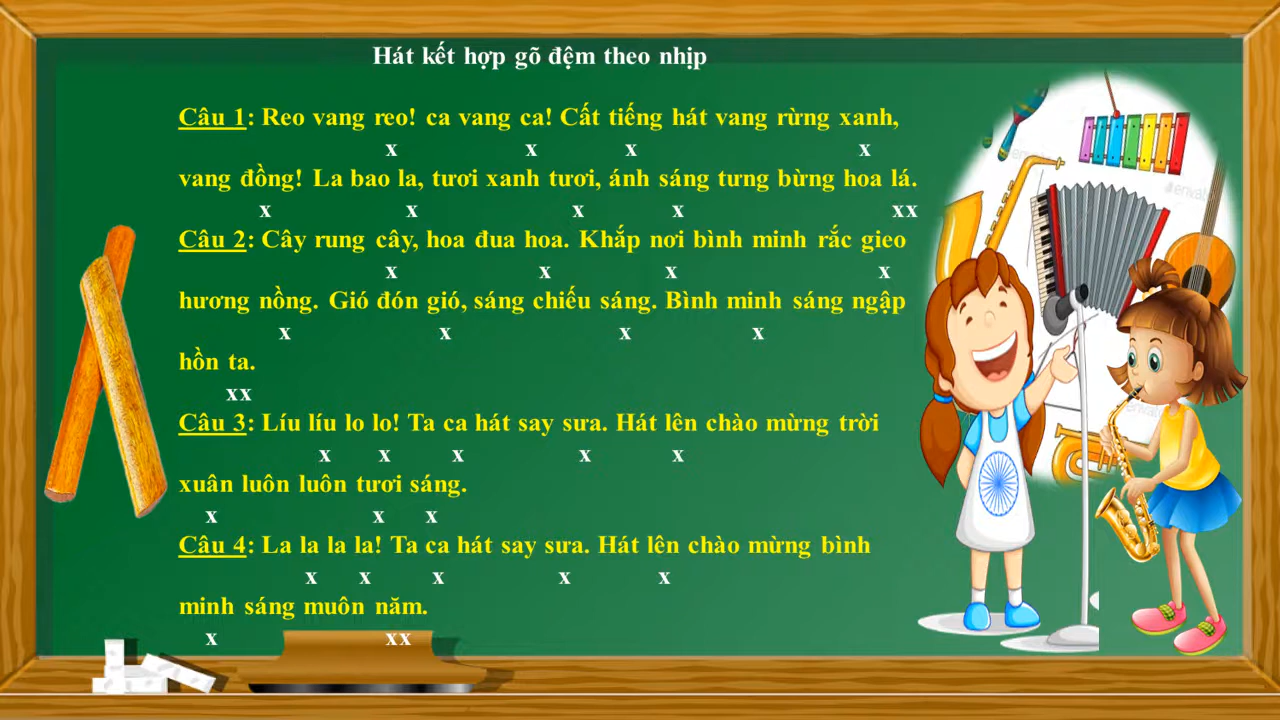 Hát kết hợp gõ đệm theo nhịp
Câu 1: Reo vang reo! ca vang ca! Cất tiếng hát vang rừng xanh,
x x x x
vang đồng! La bao la, tươi xanh tươi, ánh sáng tưng bừng hoa lá.
x x x x xx
Câu 2: Cây rung cây, hoa đua hoa. Khắp nơi bình minh rắc gieo
x x x x
hương nồng. Gió đón gió, sáng chiếu sáng. Bình minh sáng ngập
x x x x
hồn ta.
xx
Câu 3: Líu líu lo lo! Ta ca hát say sưa. Hát lên chào mừng trời
x x x x x
xuân luôn luôn tươi sáng.
x x x
Câu 4: La la la la! Ta ca hát say sưa. Hát lên chào mừng bình
x x x x x
minh sáng muôn năm.
x xx